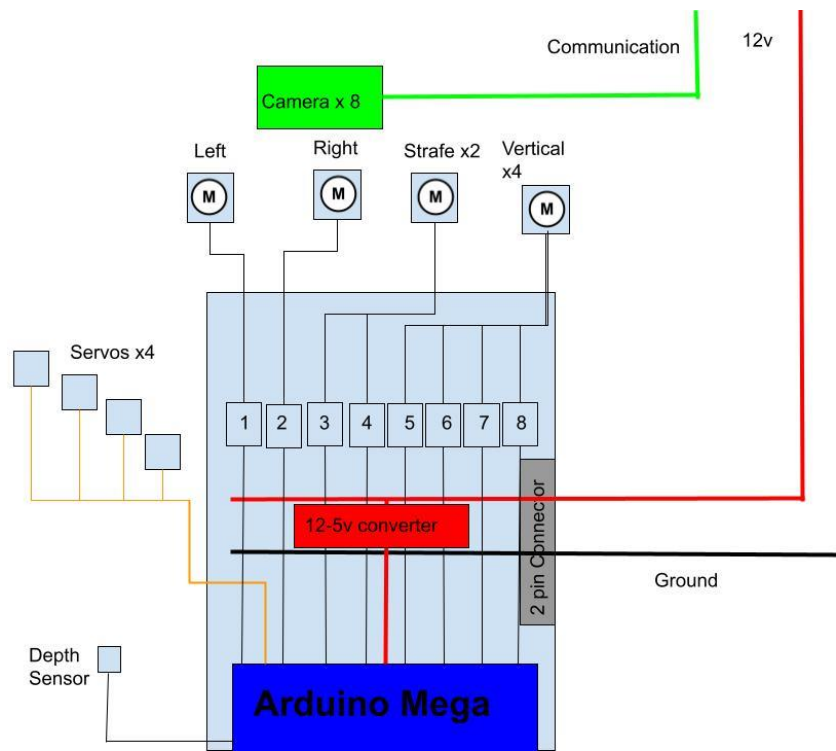 Communication
12v
Camera x 8
Left
Right
Strafe x2
Vertical
x4
M
M
M
M
Servos x4
1
2
3
4
5
6
7
8
12-5v converter
2 pin Connector
Ground
Depth
Sensor
Arduino Mega